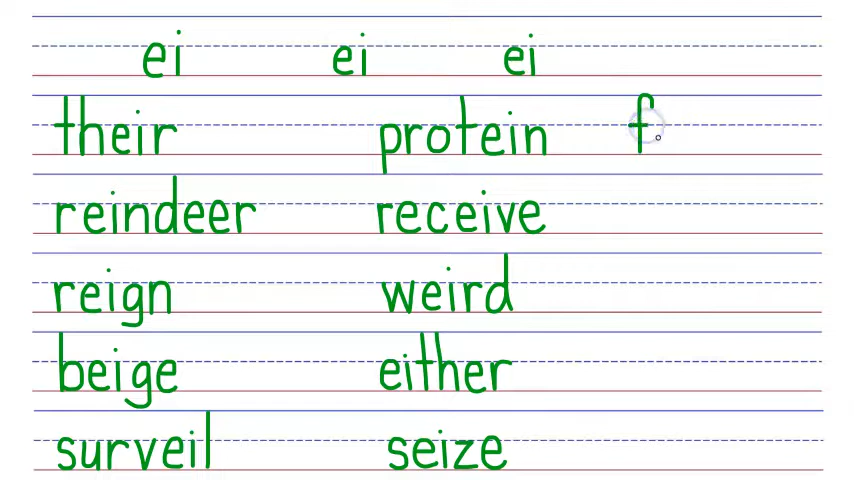 ei ei ei
their protein f
reindeer receive
reign weird
beige either
surveil seize